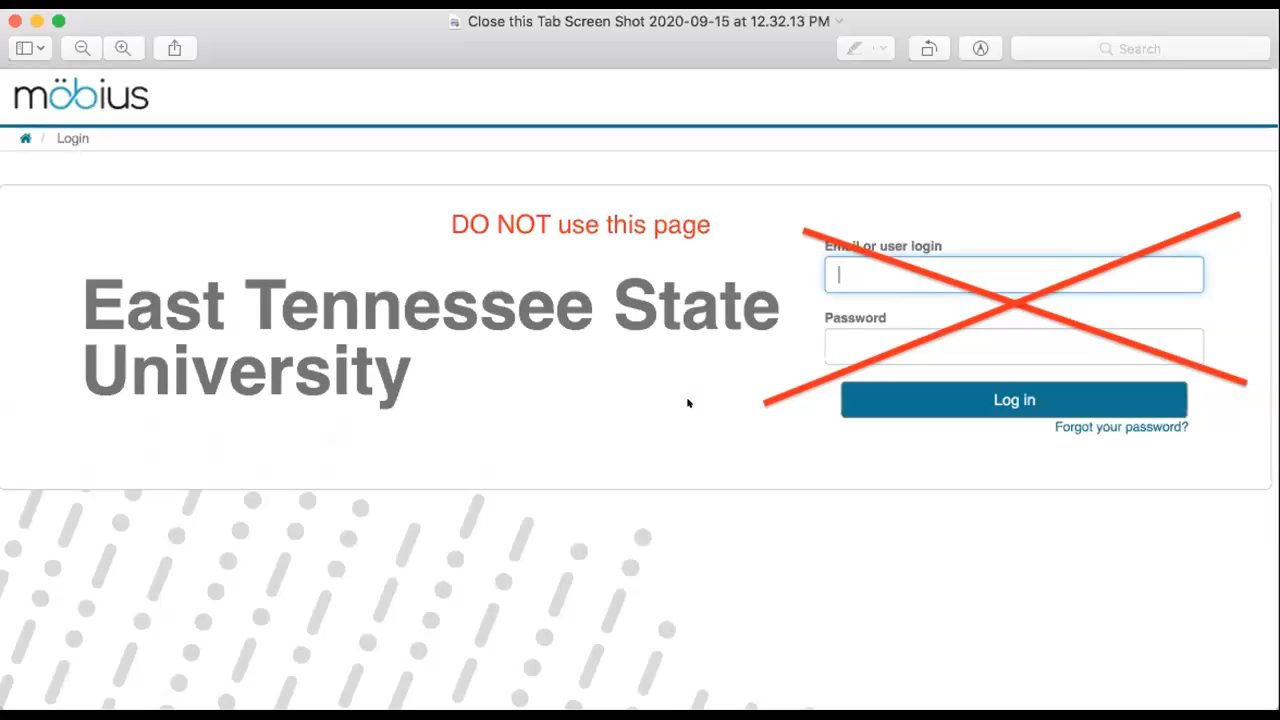 Close this Tab Screen Shot 2020-09-15 at 12.32.13 PM
Search
möbius
/ Login
DO NOT use this page
East Tennessee State
University
Email or user login
Password
Log in
Forgot your password?